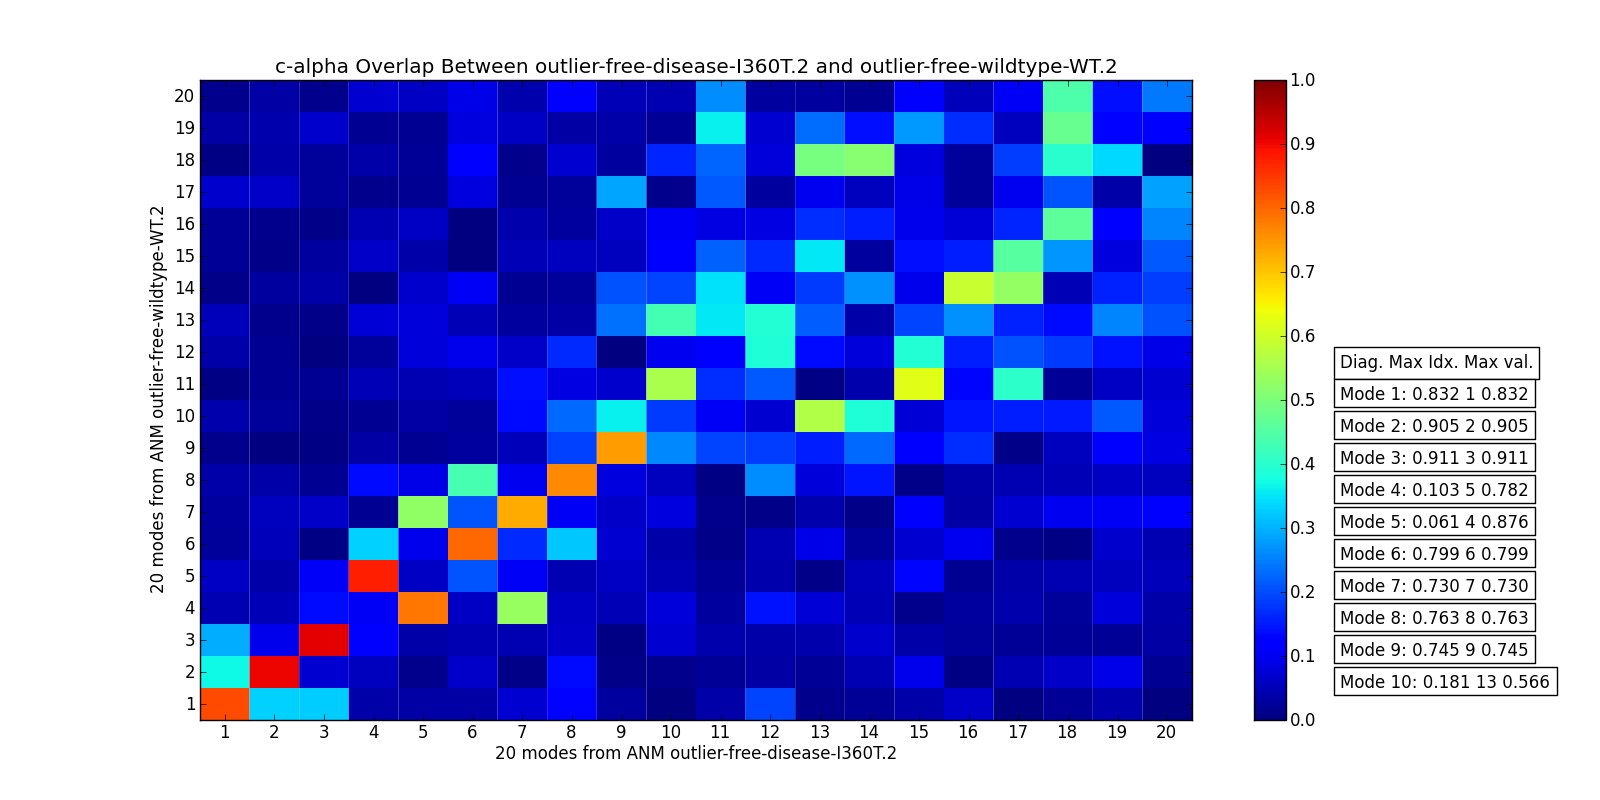 c-alpha Overlap Between outlier-free-disease-I360T.2 and outlier-free-wildtype-WT.2
20 modes from ANM outlier-free-wildtype-WT.2
20
19
18
17
16
15
14
13
12
11
10
9
8
7
6
5
4
3
2
1
1 2 3 4 5 6 7 8 9 10 11 12 13 14 15 16 17 18 19 20
20 modes from ANM outlier-free-disease-I360T.2
1.0
0.9
0.8
0.7
0.6
0.5
0.4
0.3
0.2
0.1
0.0
Diag. Max Idx. Max val.
Mode 1: 0.832 1 0.832
Mode 2: 0.905 2 0.905
Mode 3: 0.911 3 0.911
Mode 4: 0.103 5 0.782
Mode 5: 0.061 4 0.876
Mode 6: 0.799 6 0.799
Mode 7: 0.730 7 0.730
Mode 8: 0.763 8 0.763
Mode 9: 0.745 9 0.745
Mode 10: 0.181 13 0.566